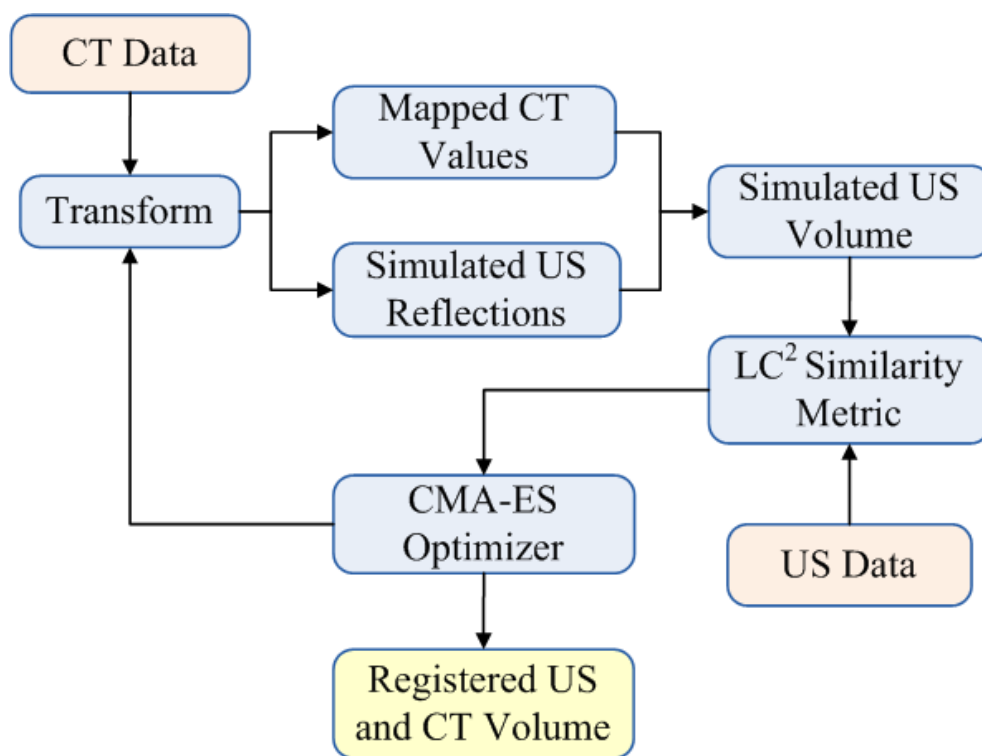 CT Data
Transform
Mapped CT
Values
Simulated US
Reflections
Simulated US
Volume
LC² Similarity
Metric
CMA-ES
Optimizer
US Data
Registered US
and CT Volume